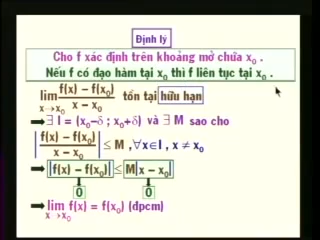 Định lý
Cho f xác định trên khoảng mở chứa x₀ .
Nếu f có đạo hàm tại x₀ thì f liên tục tại x₀ .
lim x→x₀ f(x) – f(x₀) / x – x₀ tồn tại hữu hạn
➡ ∃ I = (x₀–δ ; x₀+δ) và ∃ M sao cho
| f(x) – f(x₀) / x – x₀ | ≤ M ,∀x∈I , x ≠ x₀
➡ |f(x) – f(x₀)| ≤ M|x – x₀|
0 0
➡ lim x→x₀ f(x) = f(x₀) (đpcm)